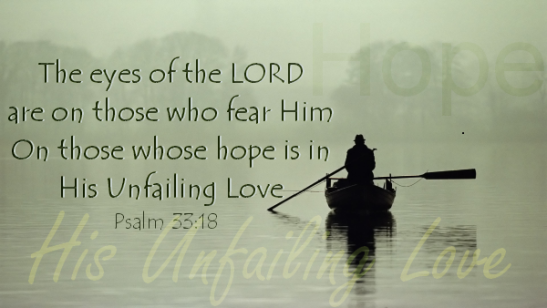 Hope
The eyes of the LORD
are on those who fear Him
On those whose hope is in
His Unfailing Love
Psalm 33:18
His Unfailing Love